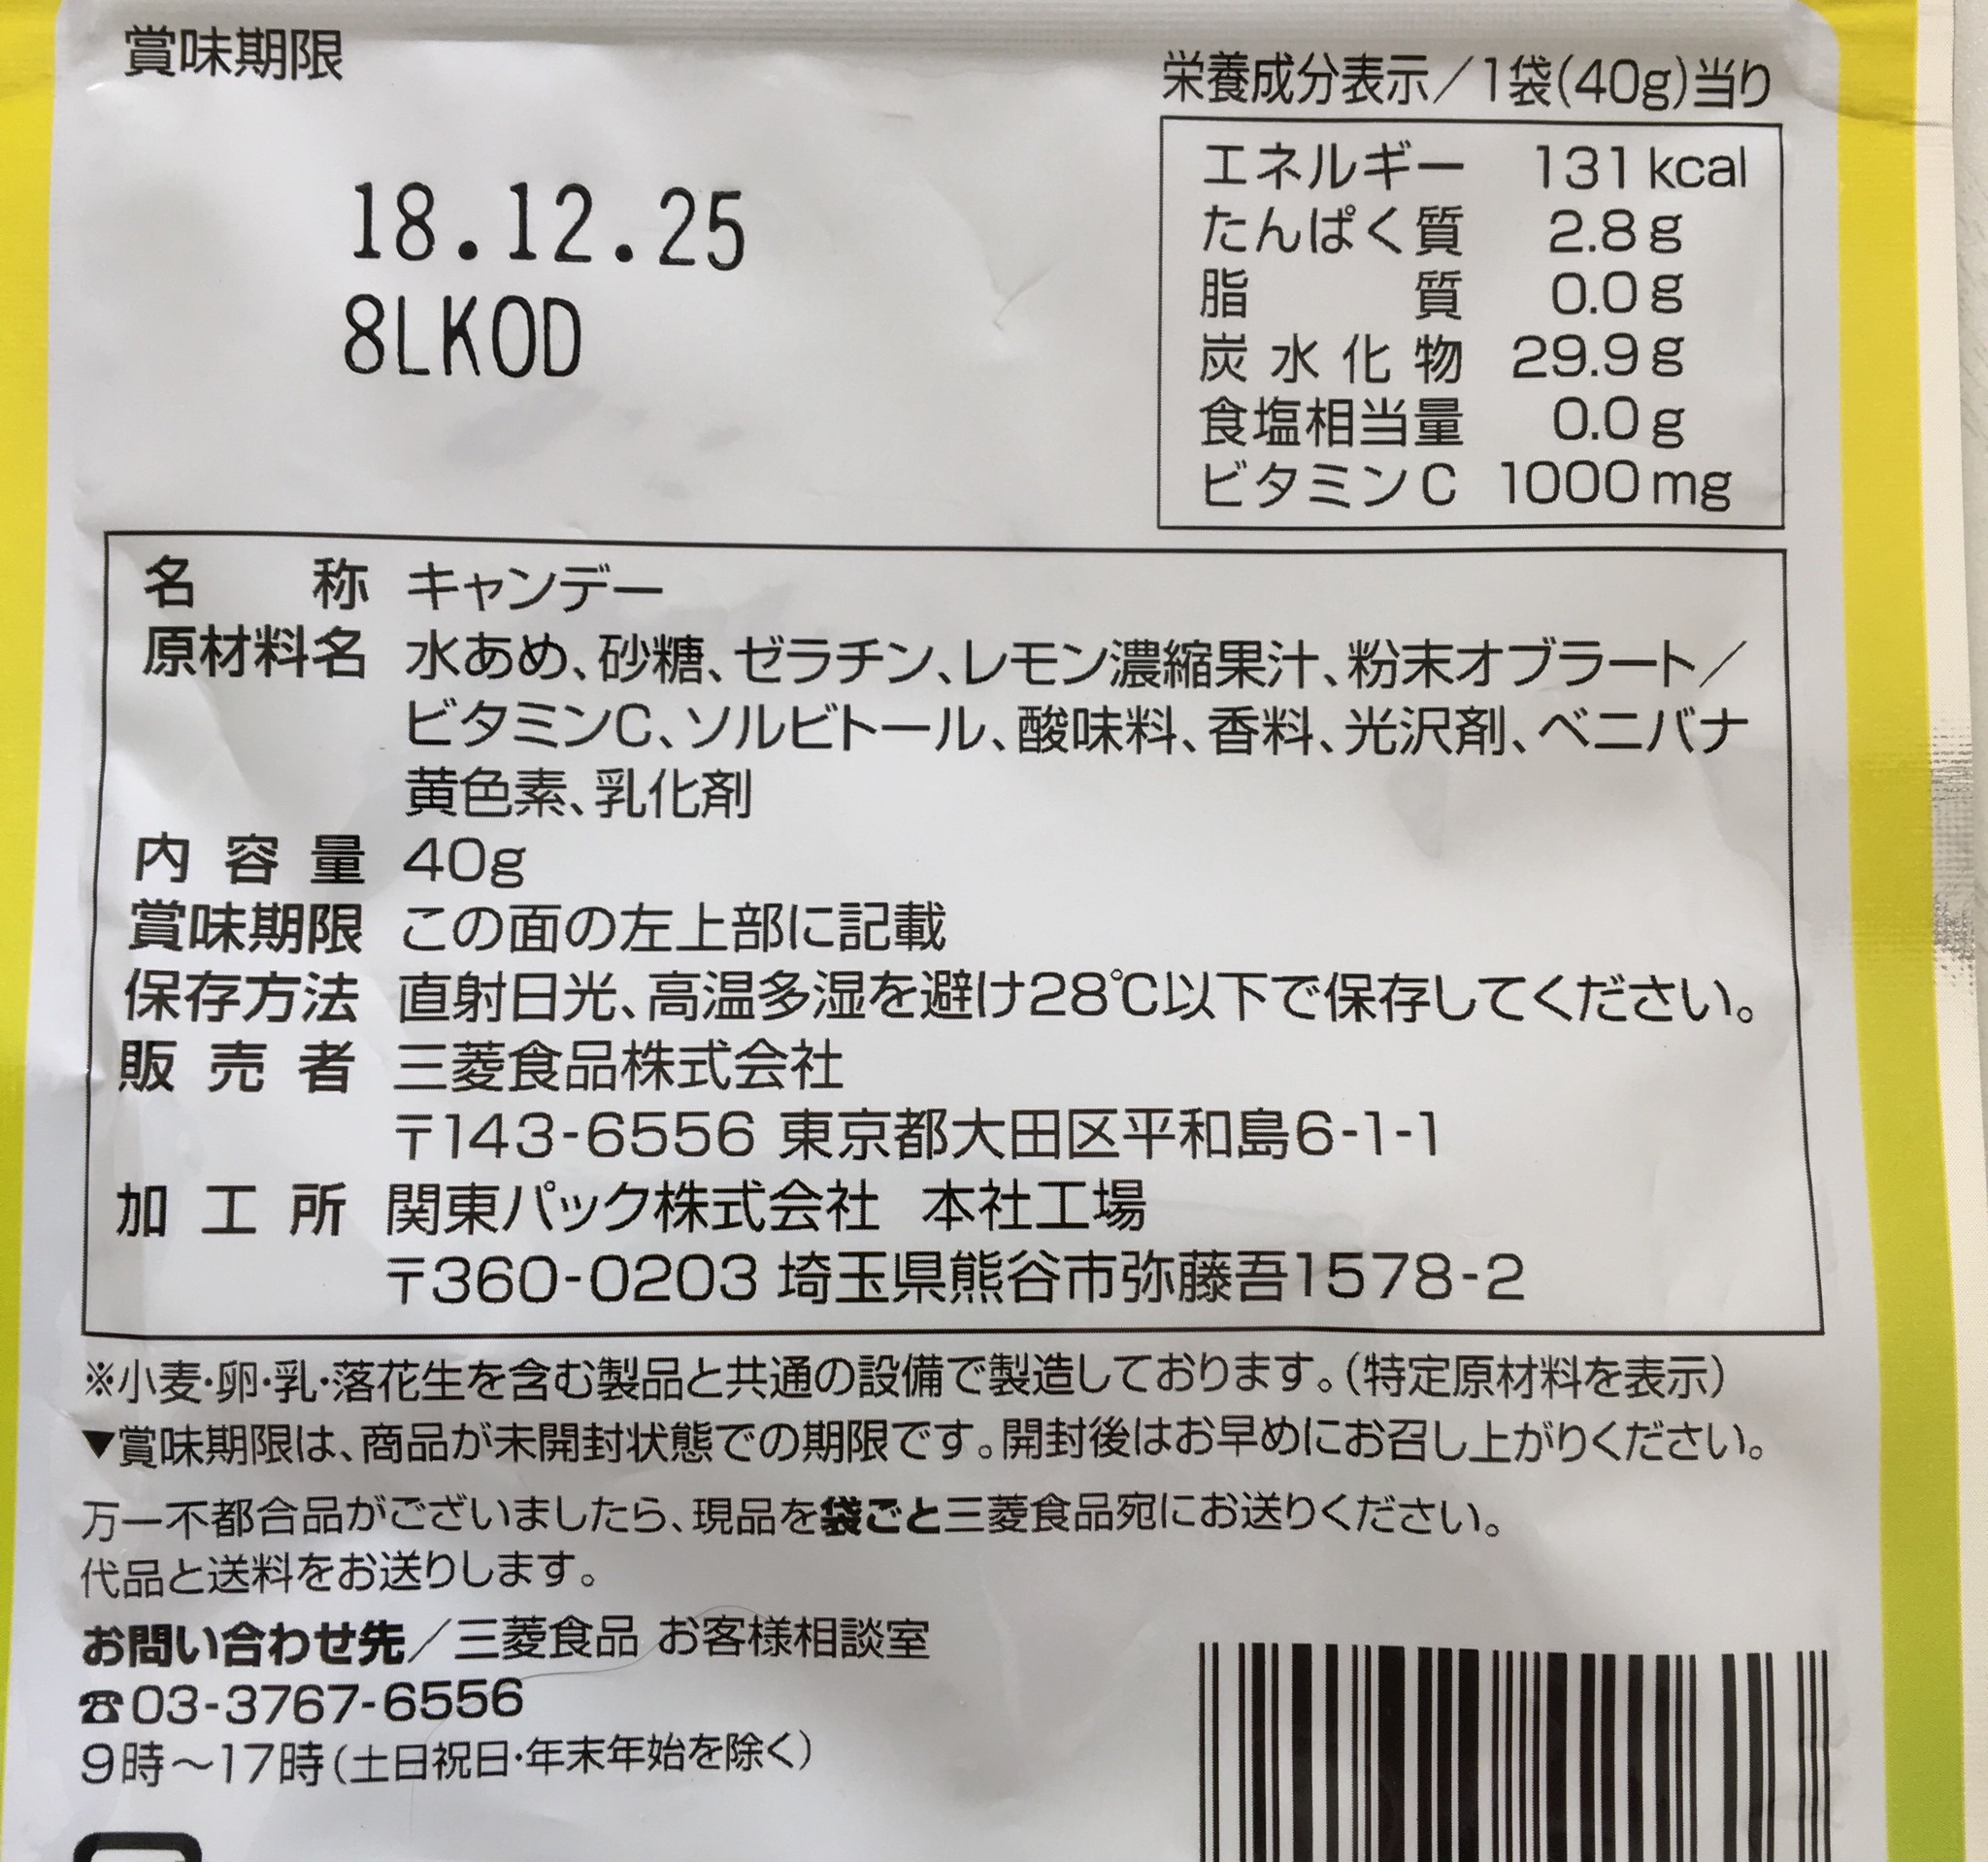 賞味期限
18.12.25
8LKOD
栄養成分表示／1袋(40g)当り
エネルギー 131kcal
たんぱく質 2.8g
脂質 0.0g
炭水化物 29.9g
食塩相当量 0.0g
ビタミンC 1000mg
名称 キャンデー
原材料名 水あめ、砂糖、ゼラチン、レモン濃縮果汁、粉末オブラート／
ビタミンC、ソルビトール、酸味料、香料、光沢剤、ベニバナ
黄色素、乳化剤
内容量 40g
賞味期限 この面の左上部に記載
保存方法 直射日光、高温多湿を避け28℃以下で保存してください。
販売者 三菱食品株式会社
〒143-6556 東京都大田区平和島6-1-1
加工所 関東パック株式会社 本社工場
〒360-0203 埼玉県熊谷市弥藤吾1578-2
※小麦・卵・乳・落花生を含む製品と共通の設備で製造しております。(特定原材料を表示)
▼賞味期限は、商品が未開封状態での期限です。開封後はお早めにお召し上がりください。
万一不都合品がございましたら、現品を袋ごと三菱食品宛にお送りください。
代品と送料をお送りします。
お問い合わせ先／三菱食品 お客様相談室
☎03-3767-6556
9時〜17時(土日祝日・年末年始を除く)